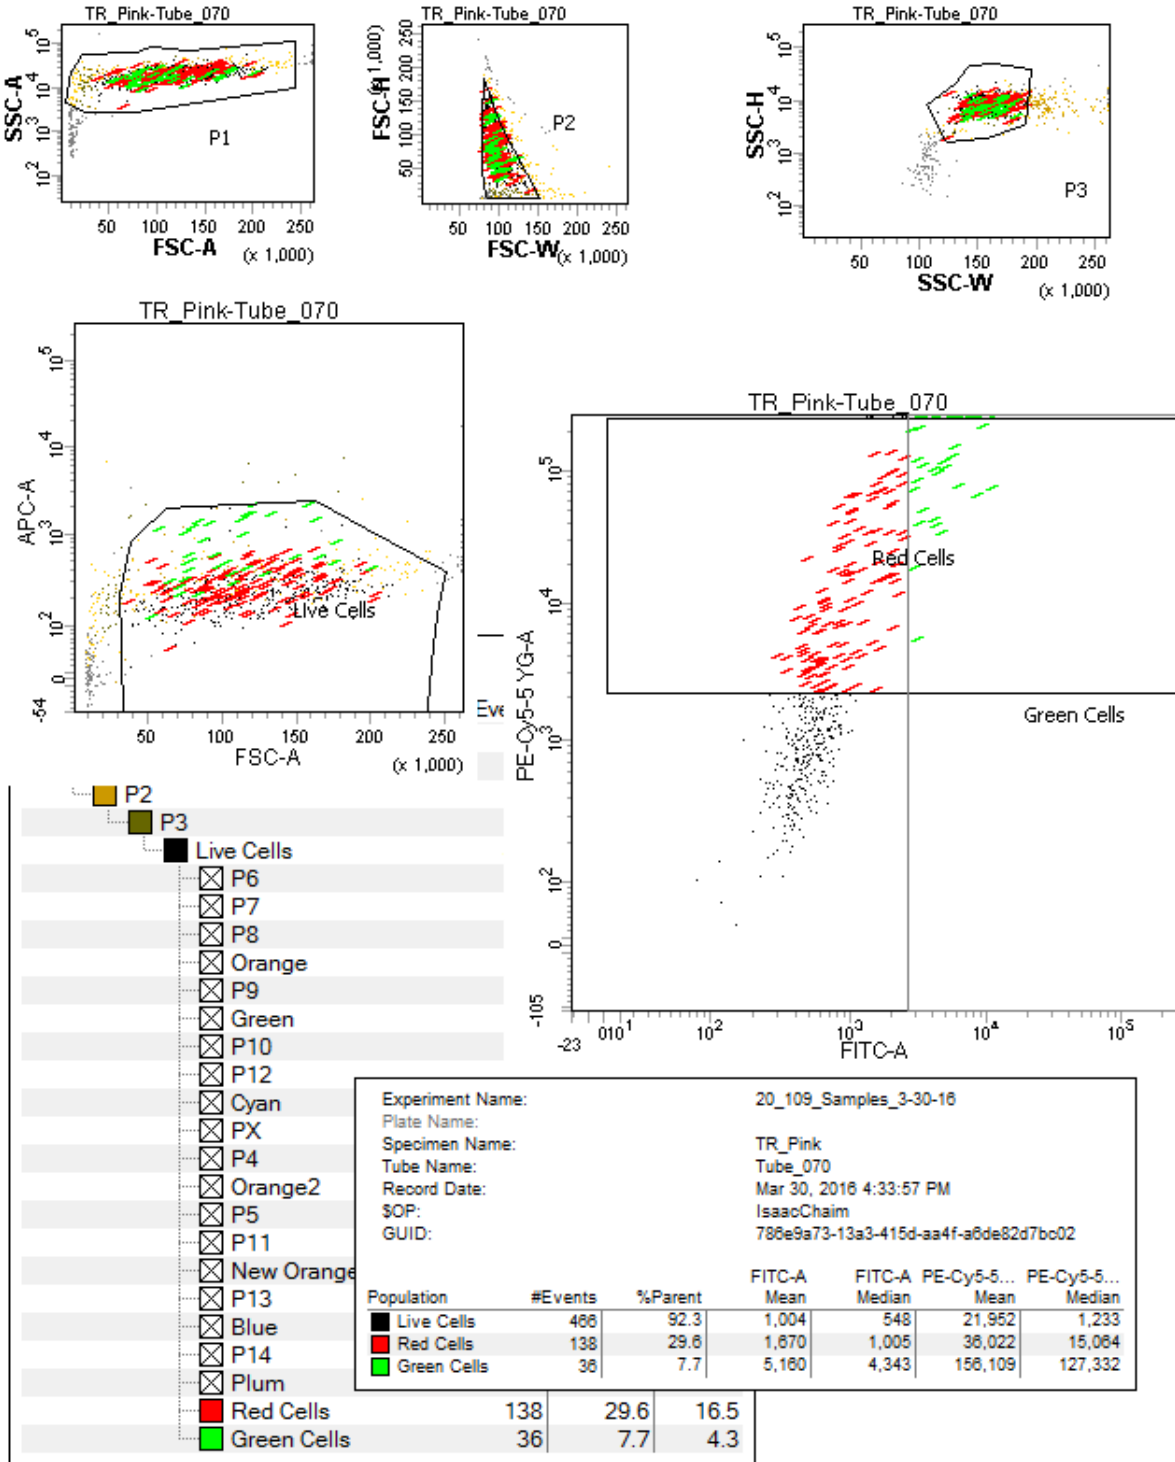 TR_Pink-Tube_070
SSC-A
10^5
10^4
10^3
10^2
P1
50 100 150 200 250
FSC-A (x 1,000)
TR_Pink-Tube_070
FSC-H
(x 1,000)
250
200
150
100
50
P2
50 100 150 200 250
FSC-W (x 1,000)
TR_Pink-Tube_070
SSC-H
10^5
10^4
10^3
10^2
P3
50 100 150 200 250
SSC-W (x 1,000)
TR_Pink-Tube_070
APC-A
10^5
10^4
10^3
10^2
0
-54
Live Cells
50 100 150 200 250
FSC-A (x 1,000)
TR_Pink-Tube_070
PE-Cy5-5 YG-A
10^5
10^4
10^3
10^2
0
-105
Red Cells
Green Cells
-23 0 10^1 10^2 10^3 10^4 10^5
FITC-A
Eve
P2
P3
Live Cells
P6
P7
P8
Orange
P9
Green
P10
P12
Cyan
PX
P4
Orange2
P5
P11
New Orange
P13
Blue
P14
Plum
Red Cells 138 29.6 16.5
Green Cells 36 7.7 4.3
Experiment Name: 20_109_Samples_3-30-16
Plate Name:
Specimen Name: TR_Pink
Tube Name: Tube_070
Record Date: Mar 30, 2016 4:33:57 PM
$OP: IsaacChaim
GUID: 786e9a73-13a3-415d-aa4f-a6de82d7bc02
FITC-A FITC-A PE-Cy5-5... PE-Cy5-5...
Population #Events %Parent Mean Median Mean Median
Live Cells 466 92.3 1,004 548 21,952 1,233
Red Cells 138 29.6 1,670 1,005 36,022 15,064
Green Cells 36 7.7 5,160 4,343 156,109 127,332